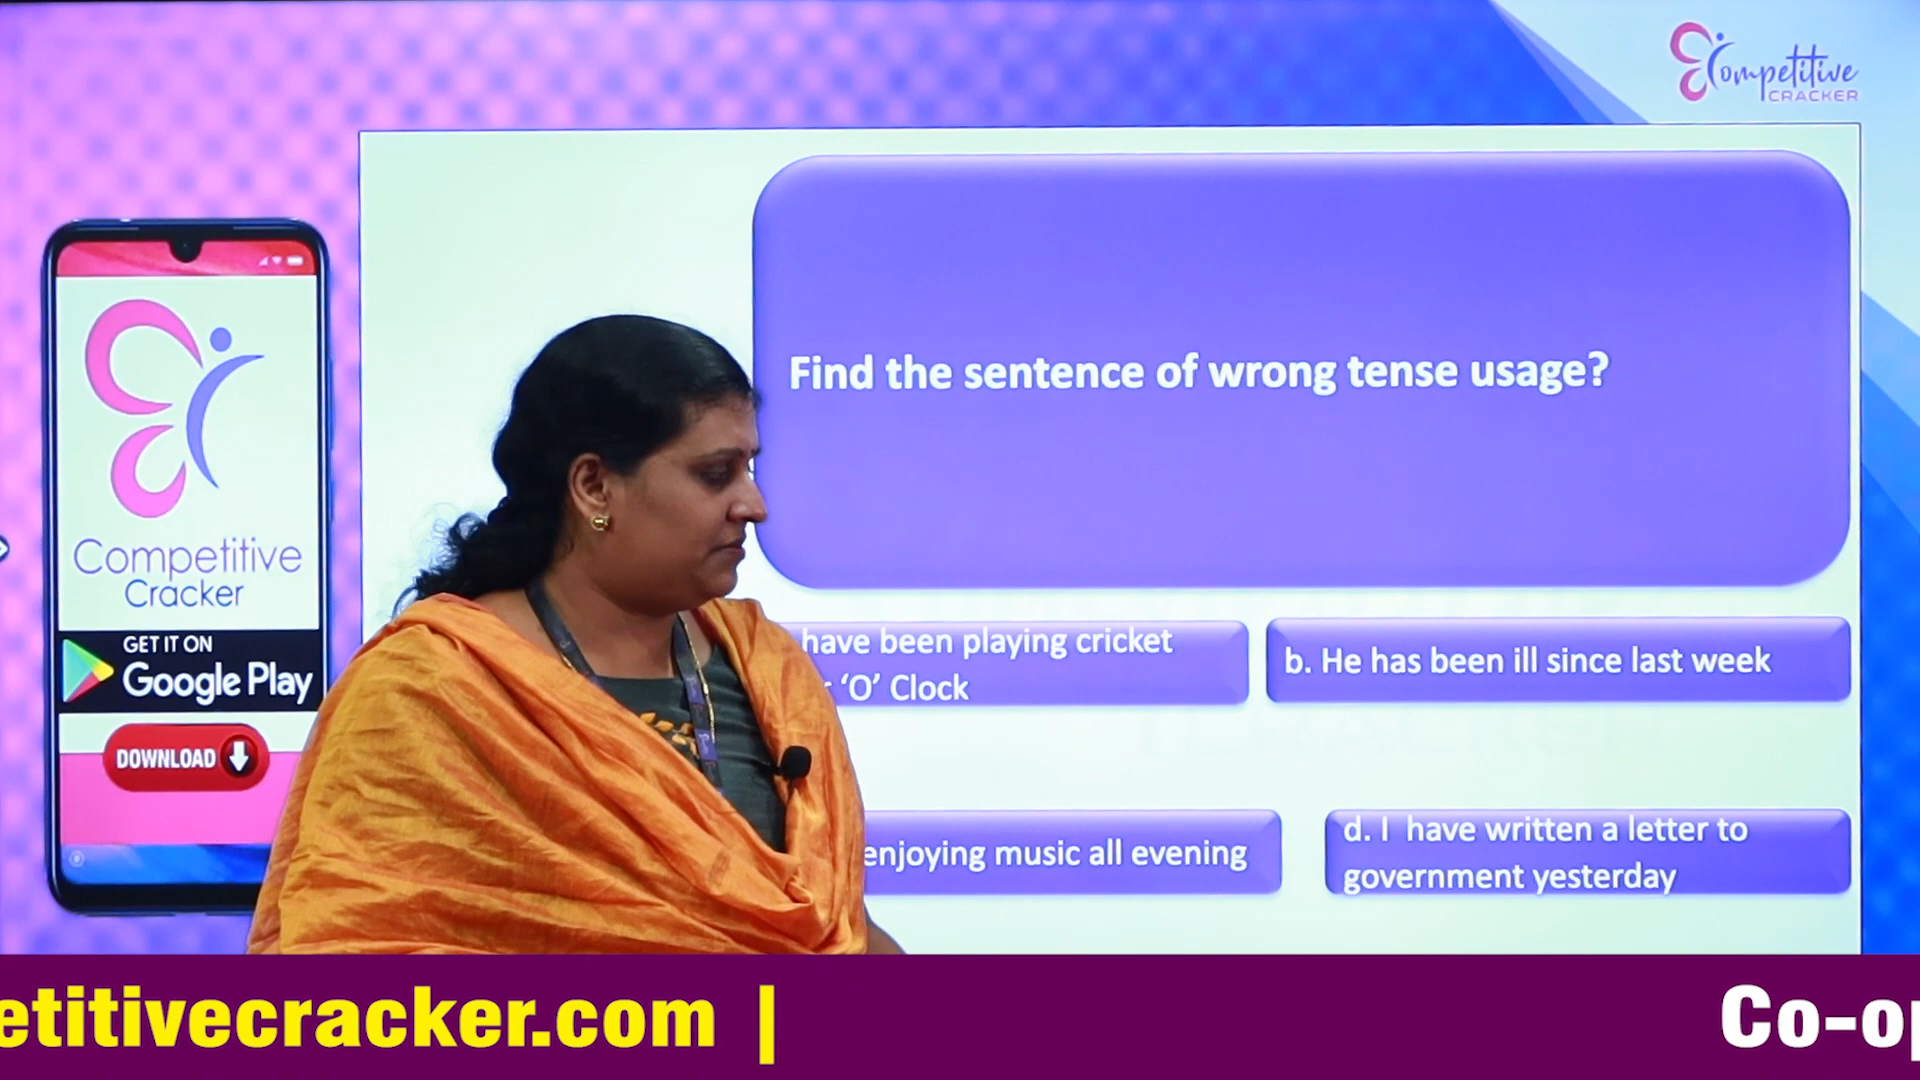 Competitive
CRACKER
Find the sentence of wrong tense usage?
have been playing cricket
‘O’ Clock
b. He has been ill since last week
enjoying music all evening
d. I have written a letter to
government yesterday
Competitive
Cracker
GET IT ON
Google Play
DOWNLOAD
etitivecracker.com |
Co-op